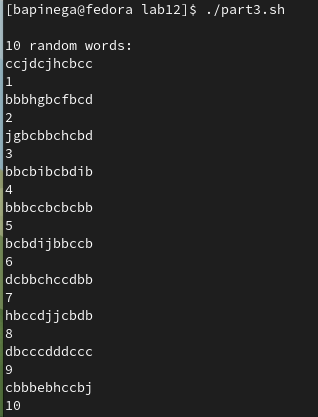 [bapinega@fedora lab12]$ ./part3.sh
10 random words:
ccjdcjhcbcc
1
bbbhgbcfbcd
2
jgbcbbchcbd
3
bbcbibcbdib
4
bbbccbcbcbb
5
bcbdijbbccb
6
dcbbchccdbb
7
hbccdjjcbdb
8
dbcccdddccc
9
cbbbebhccbj
10